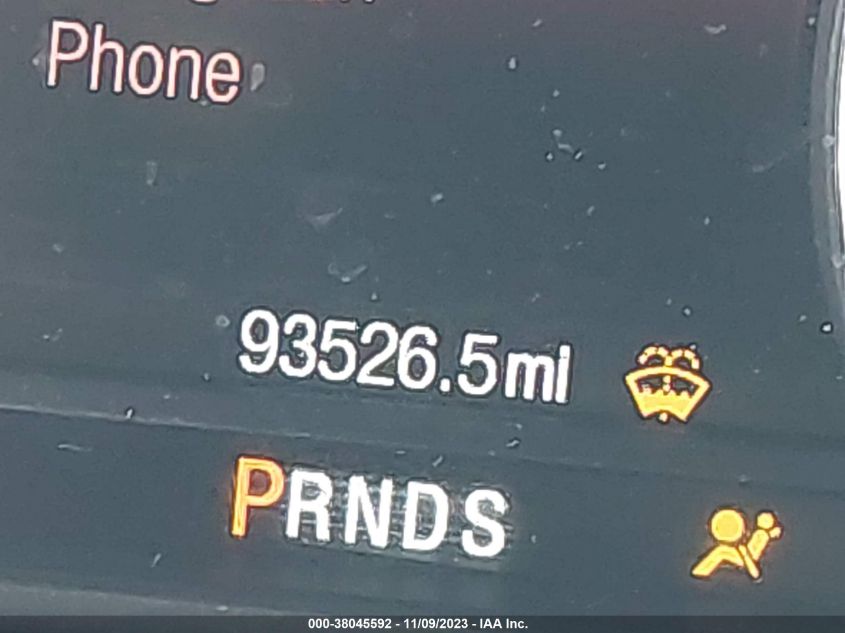 Phone
93526.5mi
PRNDS
000-38045592 - 11/09/2023 - IAA Inc.